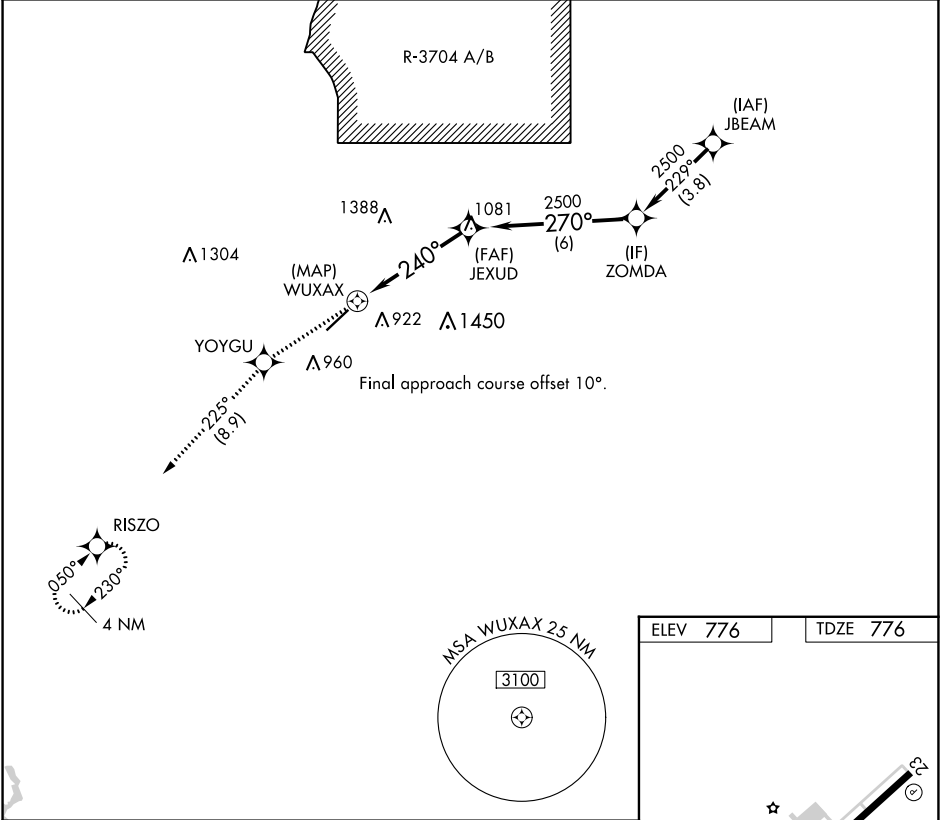 R-3704 A/B
(IAF)
JBEAM
2500
229°
(3.8)
1388
1081
2500
270°
(6)
1304
(FAF)
JEXUD
(IF)
ZOMDA
240°
(MAP)
WUXAX
922
1450
YOYGU
960
Final approach course offset 10°.
225°
(8.9)
RISZO
050°
230°
4 NM
MSA WUXAX 25 NM
3100
ELEV 776
TDZE 776
23
P